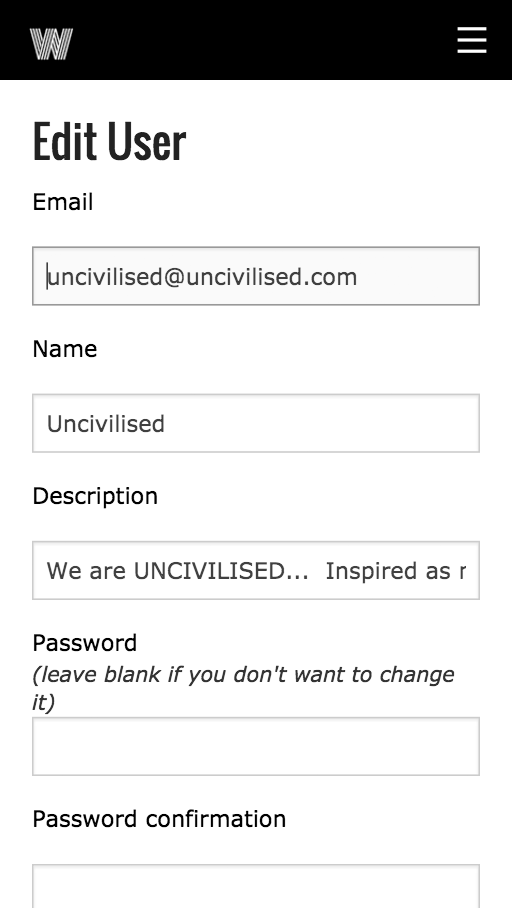 W
Edit User
Email
uncivilised@uncivilised.com
Name
Uncivilised
Description
We are UNCIVILISED...  Inspired as
Password
(leave blank if you don't want to change
it)
Password confirmation